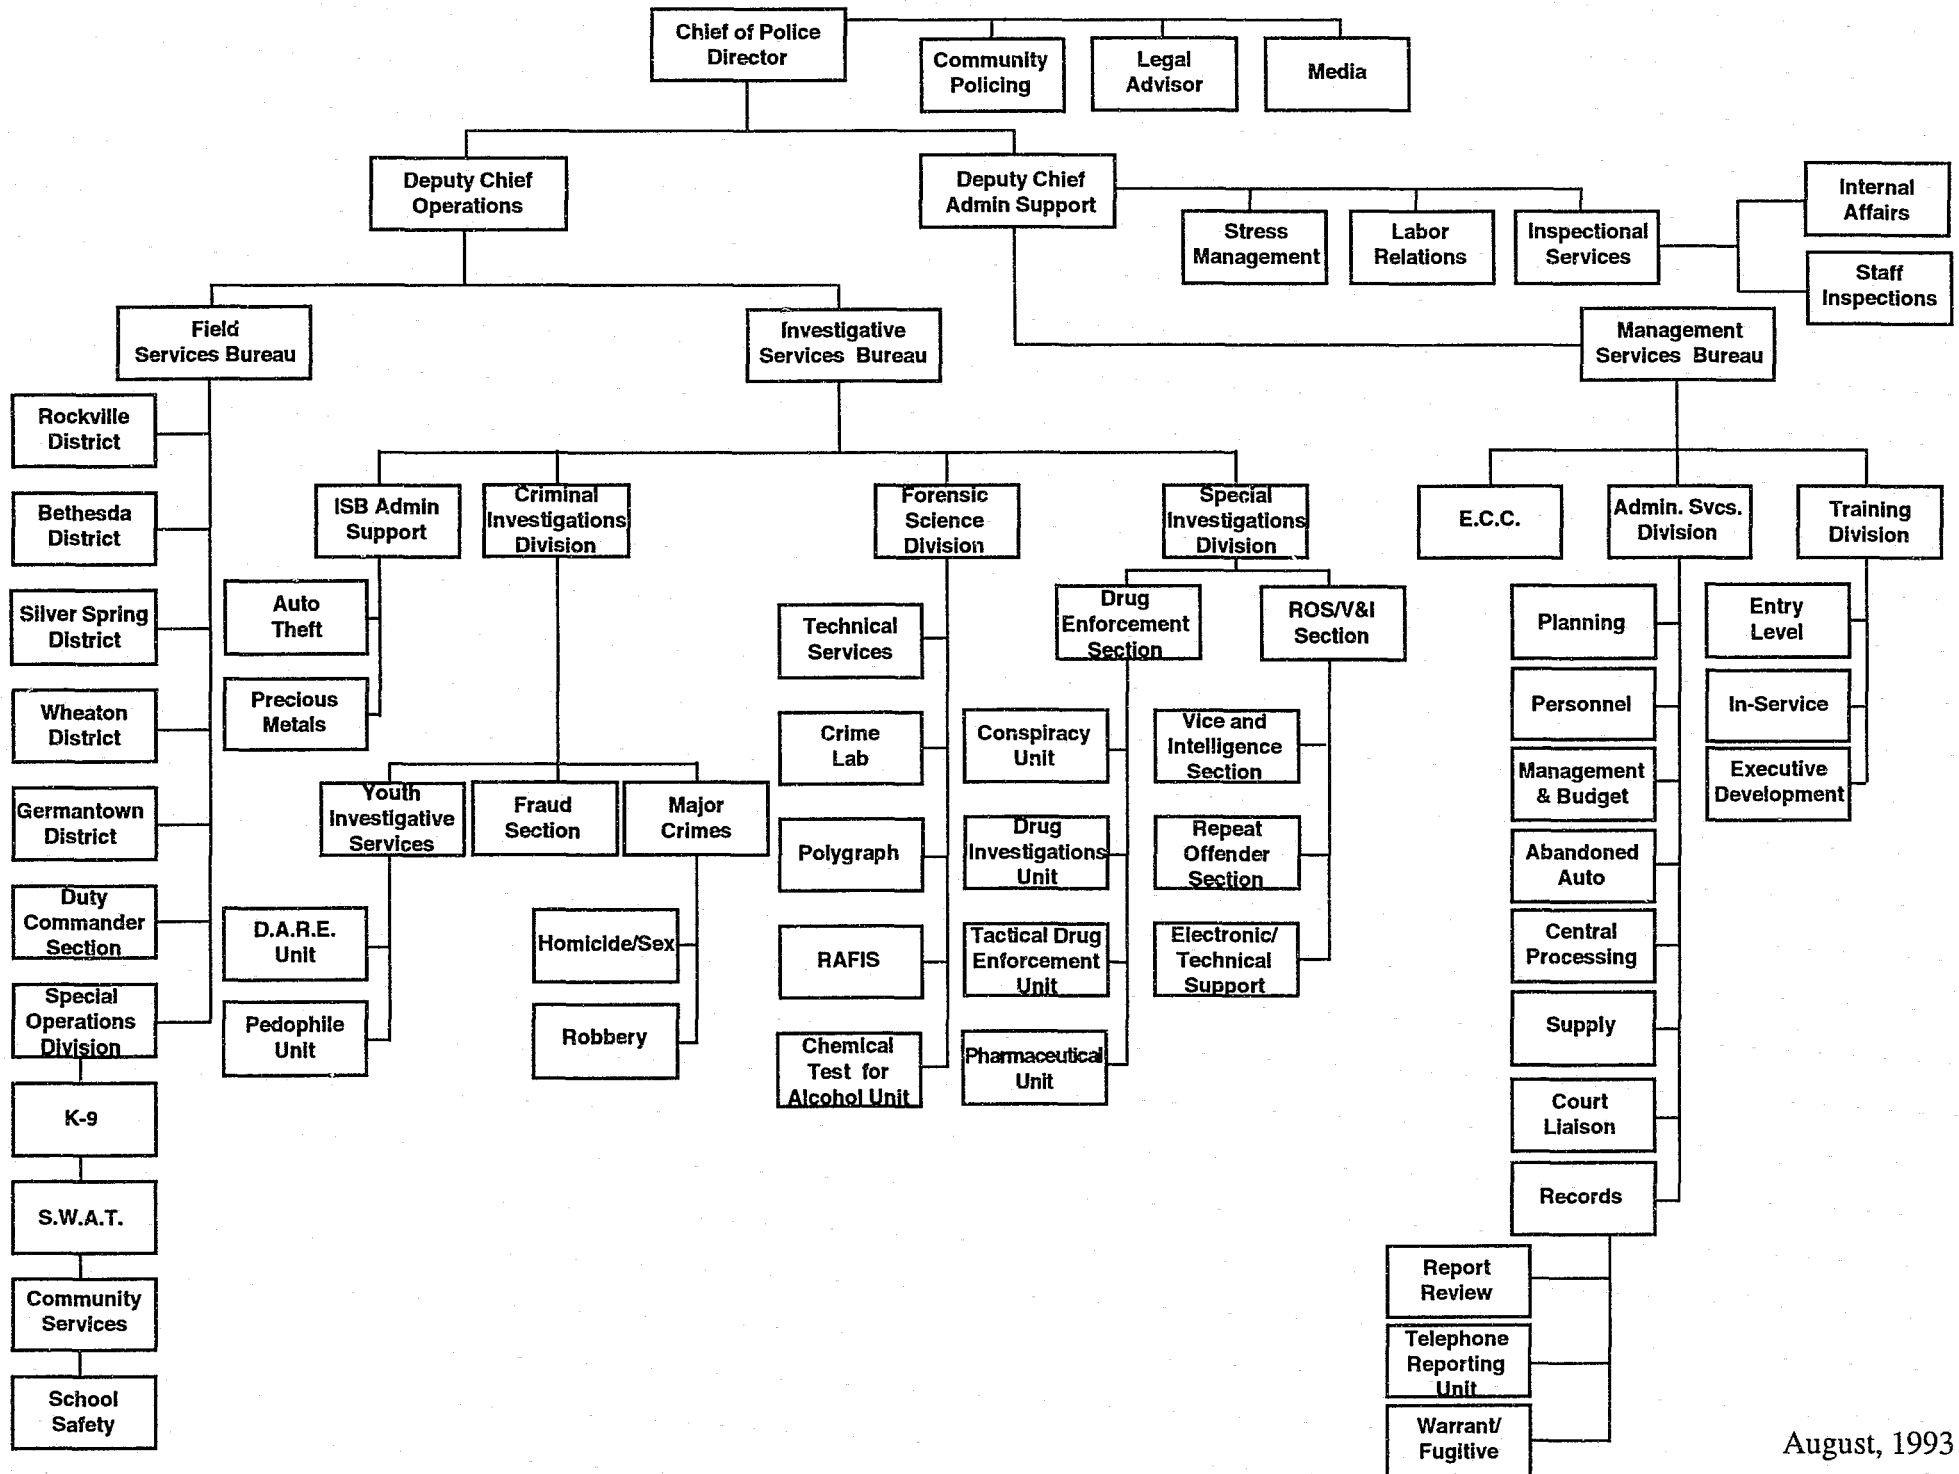 Chief of Police
Director
Community
Policing
Legal
Advisor
Media
Deputy Chief
Operations
Deputy Chief
Admin Support
Stress
Management
Labor
Relations
Inspectional
Services
Internal
Affairs
Staff
Inspections
Field
Services Bureau
Investigative
Services Bureau
Management
Services Bureau
Rockville
District
Bethesda
District
Silver Spring
District
Wheaton
District
Germantown
District
Duty
Commander
Section
Special
Operations
Division
K-9
S.W.A.T.
Community
Services
School
Safety
ISB Admin
Support
Auto
Theft
Precious
Metals
Criminal
Investigations
Division
Youth
Investigative
Services
Fraud
Section
Major
Crimes
D.A.R.E.
Unit
Pedophile
Unit
Homicide/Sex
Robbery
Forensic
Science
Division
Technical
Services
Crime
Lab
Polygraph
RAFIS
Chemical
Test for
Alcohol Unit
Special
Investigations
Division
Drug
Enforcement
Section
ROS/V&I
Section
Conspiracy
Unit
Drug
Investigations
Unit
Tactical Drug
Enforcement
Unit
Pharmaceutical
Unit
Vice and
Intelligence
Section
Repeat
Offender
Section
Electronic/
Technical
Support
E.C.C.
Admin. Svcs.
Division
Training
Division
Planning
Personnel
Management
& Budget
Abandoned
Auto
Central
Processing
Supply
Court
Liaison
Records
Entry
Level
In-Service
Executive
Development
Report
Review
Telephone
Reporting
Unit
Warrant/
Fugitive
August, 1993